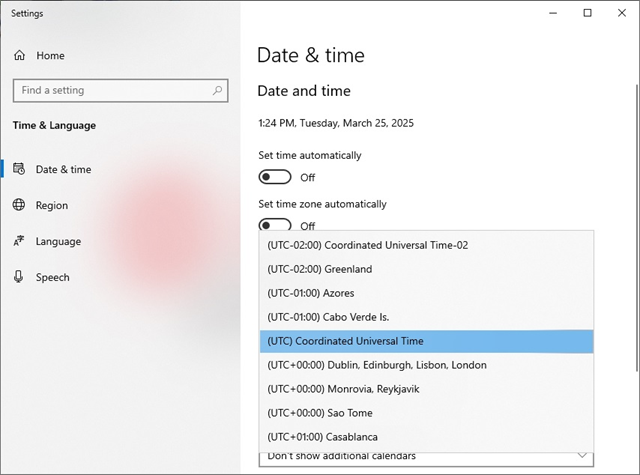 Settings
Home
Find a setting
Time & Language
Date & time
Region
Language
Speech
Date & time
Date and time
1:24 PM, Tuesday, March 25, 2025
Set time automatically
Off
Set time zone automatically
Off
(UTC-02:00) Coordinated Universal Time-02
(UTC-02:00) Greenland
(UTC-01:00) Azores
(UTC-01:00) Cabo Verde Is.
(UTC) Coordinated Universal Time
(UTC+00:00) Dublin, Edinburgh, Lisbon, London
(UTC+00:00) Monrovia, Reykjavik
(UTC+00:00) Sao Tome
(UTC+01:00) Casablanca
Don't show additional calendars